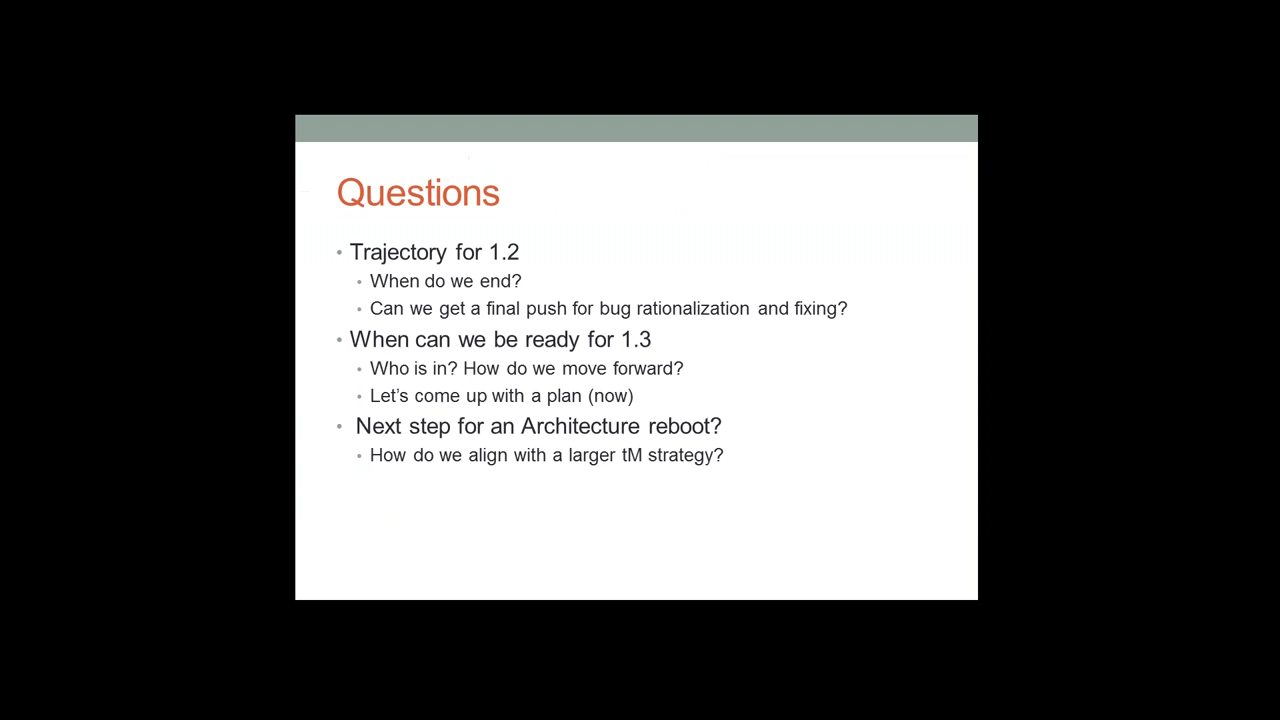 Questions
• Trajectory for 1.2
• When do we end?
• Can we get a final push for bug rationalization and fixing?
• When can we be ready for 1.3
• Who is in? How do we move forward?
• Let’s come up with a plan (now)
• Next step for an Architecture reboot?
• How do we align with a larger tM strategy?